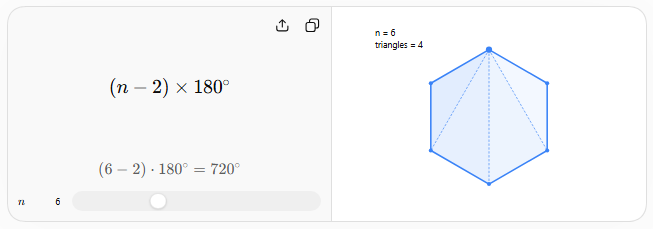 (n − 2) × 180°
(6 − 2) · 180° = 720°
n 6
n = 6
triangles = 4